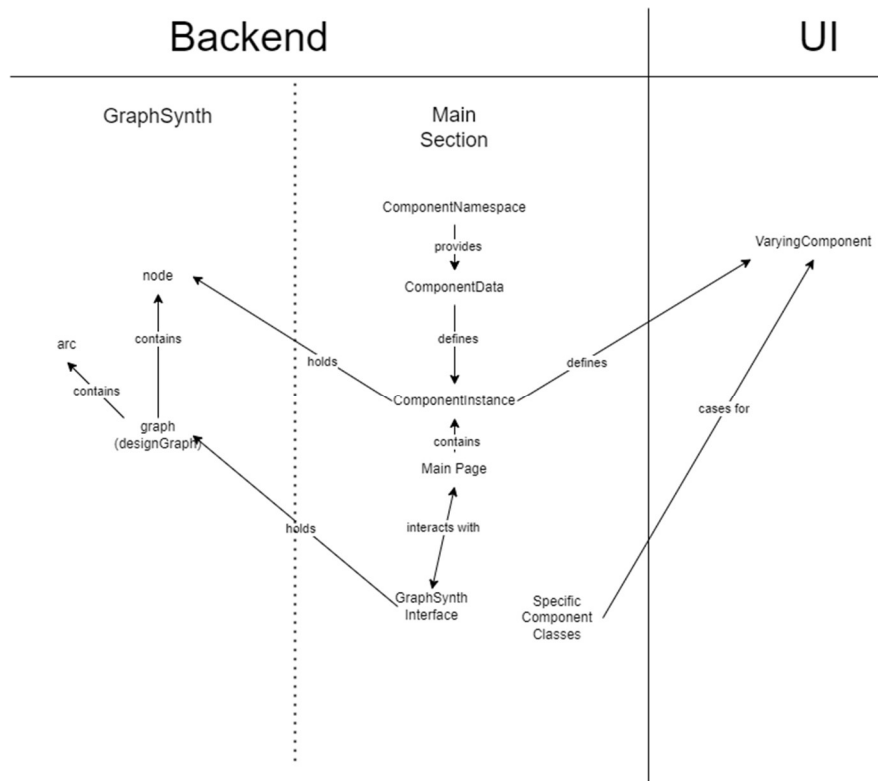 Backend
UI
GraphSynth
Main
Section
ComponentNamespace
provides
VaryingComponent
node
ComponentData
contains
defines
arc
holds
defines
contains
ComponentInstance
cases for
graph
(designGraph)
contains
Main Page
holds
interacts with
GraphSynth
Interface
Specific
Component
Classes